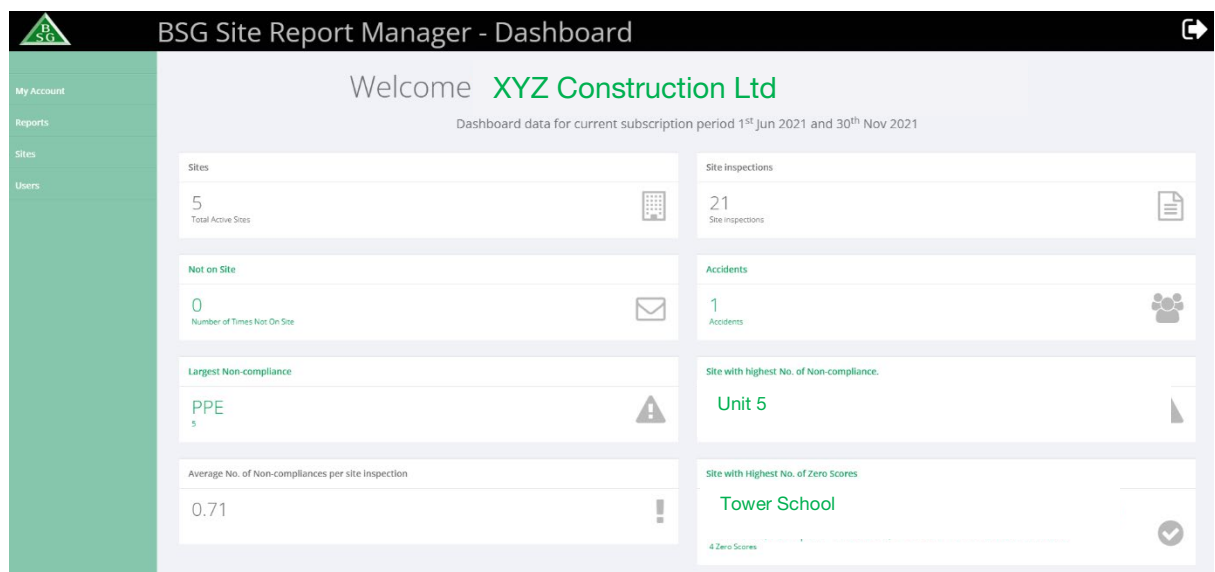 B
SG
BSG Site Report Manager - Dashboard
My Account
Reports
Sites
Users
Welcome XYZ Construction Ltd
Dashboard data for current subscription period 1st Jun 2021 and 30th Nov 2021
Sites
5
Total Active Sites
Site inspections
21
Site inspections
Not on Site
0
Number of Times Not On Site
Accidents
1
Accidents
Largest Non-compliance
PPE
5
Site with highest No. of Non-compliance.
Unit 5
Average No. of Non-compliances per site inspection
0.71
Site with Highest No. of Zero Scores
Tower School
4 Zero Scores